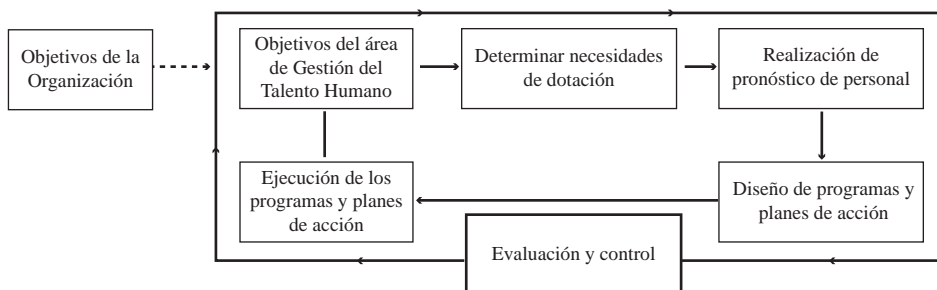 Objetivos de la
Organización
Objetivos del área
de Gestión del
Talento Humano
Determinar necesidades
de dotación
Realización de
pronóstico de personal
Ejecución de los
programas y planes
de acción
Diseño de programas y
planes de acción
Evaluación y control